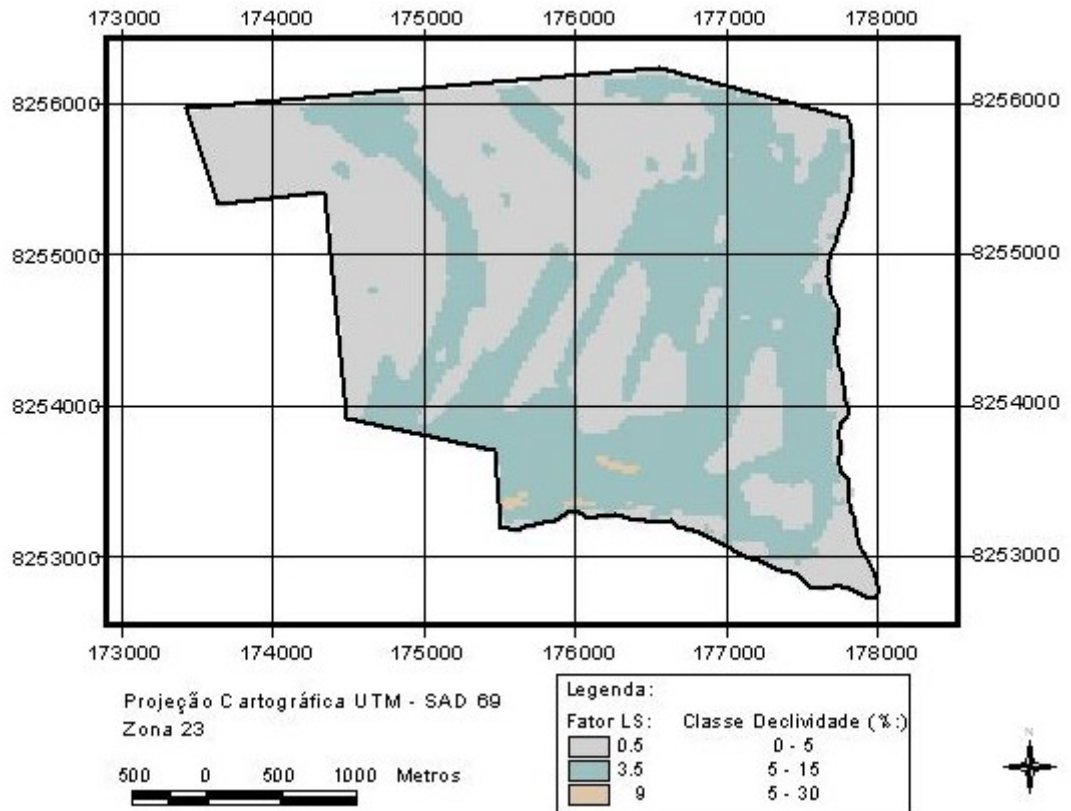 173000 174000 175000 176000 177000 178000
8256000 8256000
8255000 8255000
8254000 8254000
8253000 8253000
173000 174000 175000 176000 177000 178000
Projeção Cartográfica UTM - SAD 69
Zona 23
500 0 500 1000 Metros
Legenda:
Fator LS: Classe Declividade (%:)
0.5 0 - 5
3.5 5 - 15
9 5 - 30
N